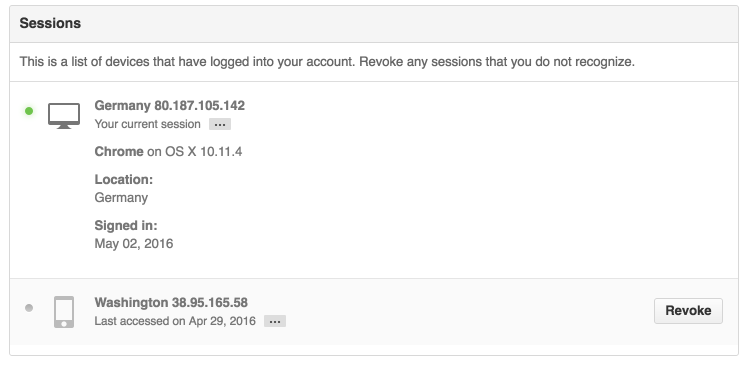 Sessions
This is a list of devices that have logged into your account. Revoke any sessions that you do not recognize.
Germany 80.187.105.142
Your current session ...
Chrome on OS X 10.11.4
Location:
Germany
Signed in:
May 02, 2016
Washington 38.95.165.58
Last accessed on Apr 29, 2016 ...
Revoke